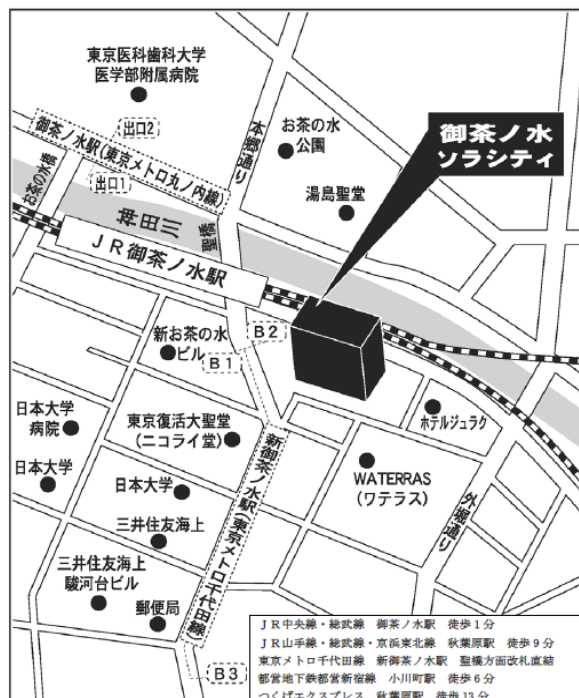 東京医科歯科大学
医学部附属病院
出口2
御茶ノ水駅(東京メトロ丸ノ内線)
出口1
お茶の水橋
本郷通り
お茶の水
公園
御茶ノ水
ソラシティ
湯島聖堂
神田川
聖橋
JR御茶ノ水駅
新お茶の水
ビル
B2
B1
日本大学
病院
東京復活大聖堂
(ニコライ堂)
ホテルジュラク
日本大学
日本大学
新御茶ノ水駅(東京メトロ千代田線)
WATERRAS
(ワテラス)
外堀通り
三井住友海上
三井住友海上
駿河台ビル
郵便局
B3
JR中央線・総武線 御茶ノ水駅 徒歩1分
JR山手線・総武線・京浜東北線 秋葉原駅 徒歩9分
東京メトロ千代田線 新御茶ノ水駅 聖橋方面改札直結
都営地下鉄都営新宿線 小川町駅 徒歩6分
つくばエクスプレス 秋葉原駅 徒歩13分